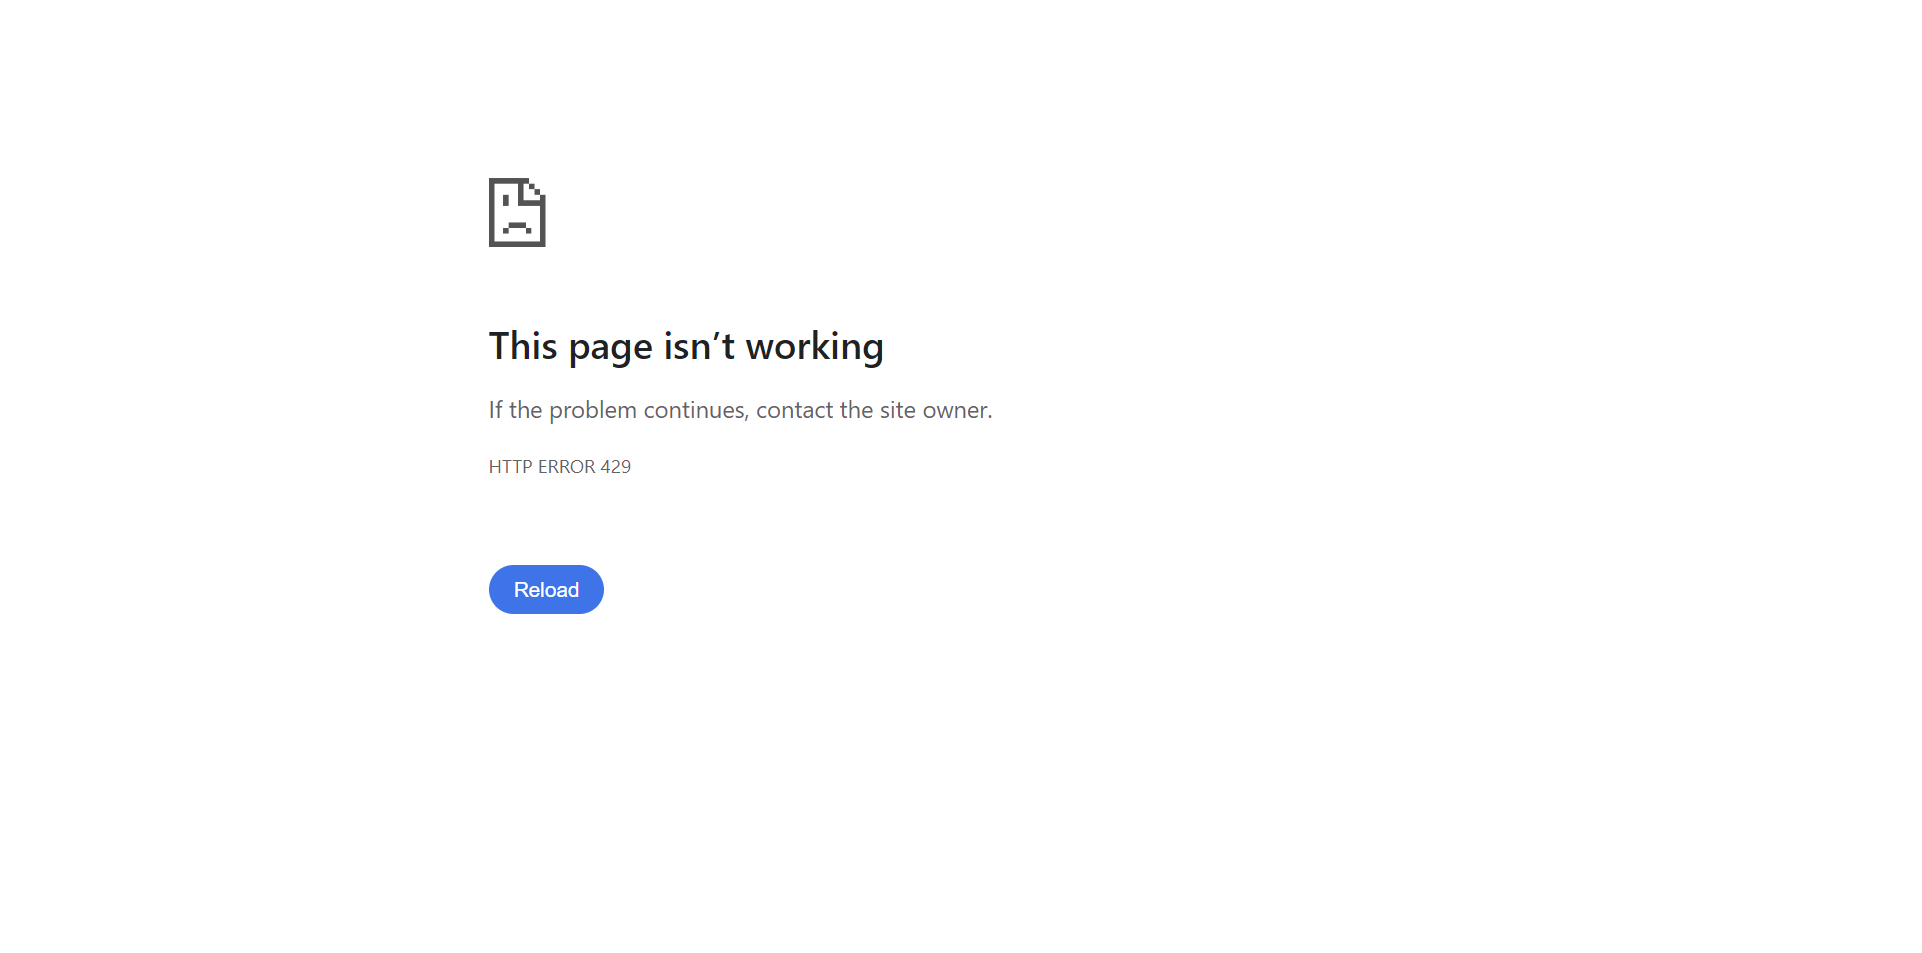 This page isn’t working
If the problem continues, contact the site owner.
HTTP ERROR 429
Reload